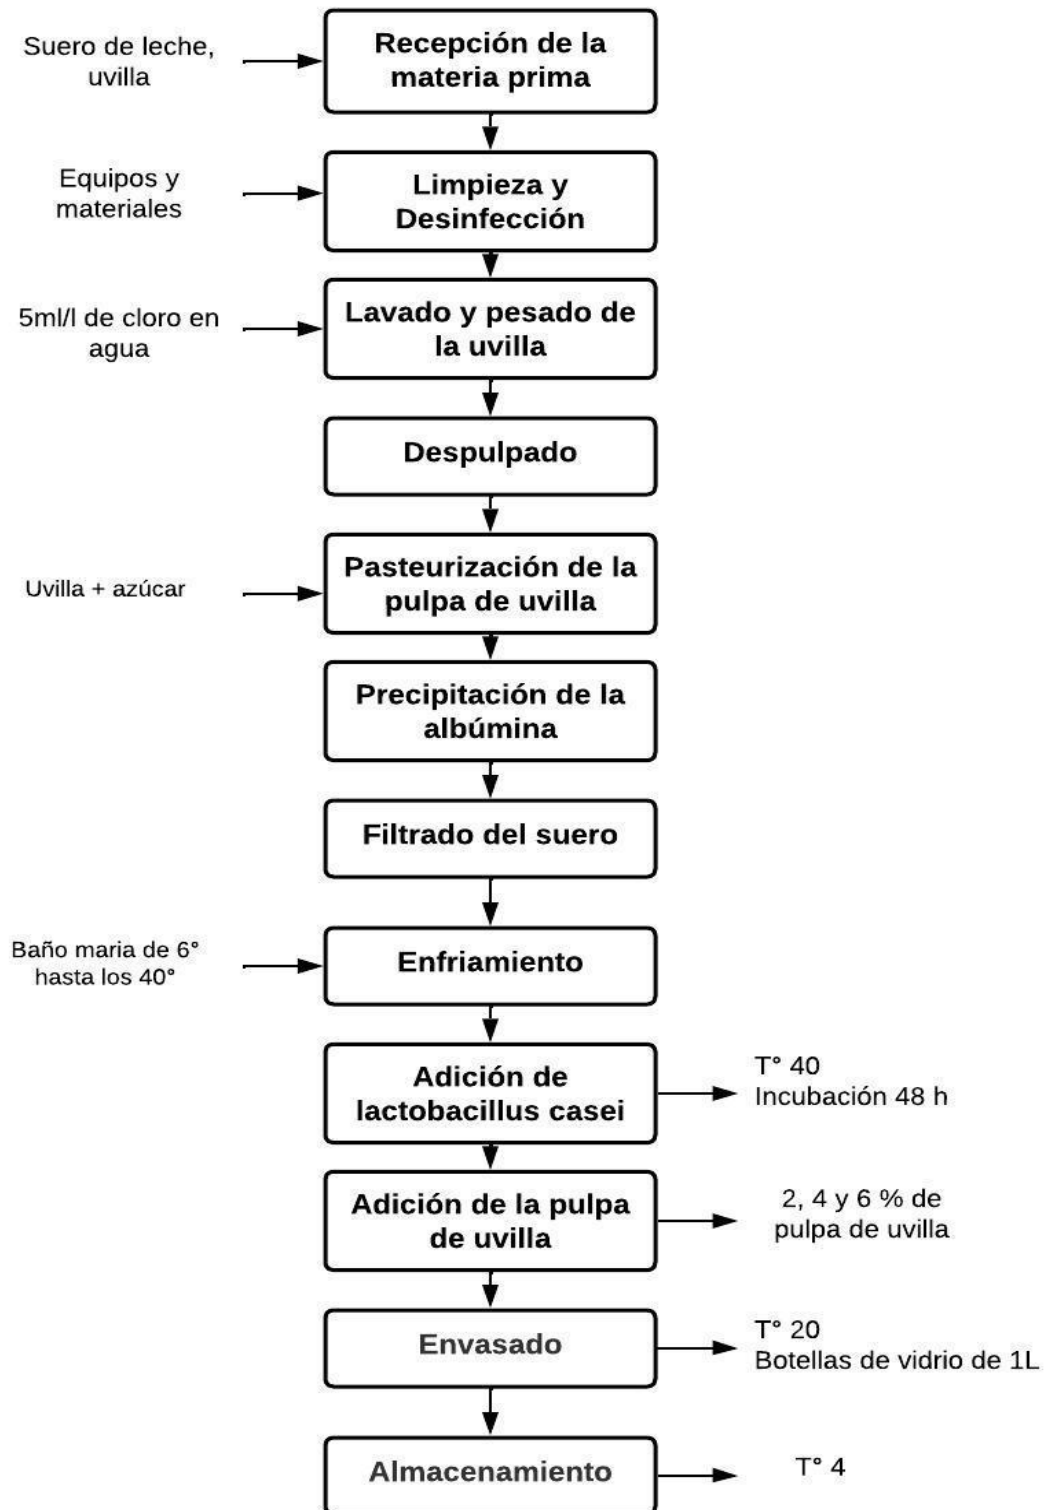 Suero de leche,
uvilla
Recepción de la
materia prima
Equipos y
materiales
Limpieza y
Desinfección
5ml/l de cloro en
agua
Lavado y pesado de
la uvilla
Despulpado
Uvilla + azúcar
Pasteurización de la
pulpa de uvilla
Precipitación de la
albúmina
Filtrado del suero
Baño maria de 6°
hasta los 40°
Enfriamiento
Adición de
lactobacillus casei
T° 40
Incubación 48 h
Adición de la pulpa
de uvilla
2, 4 y 6 % de
pulpa de uvilla
Envasado
T° 20
Botellas de vidrio de 1L
Almacenamiento
T° 4